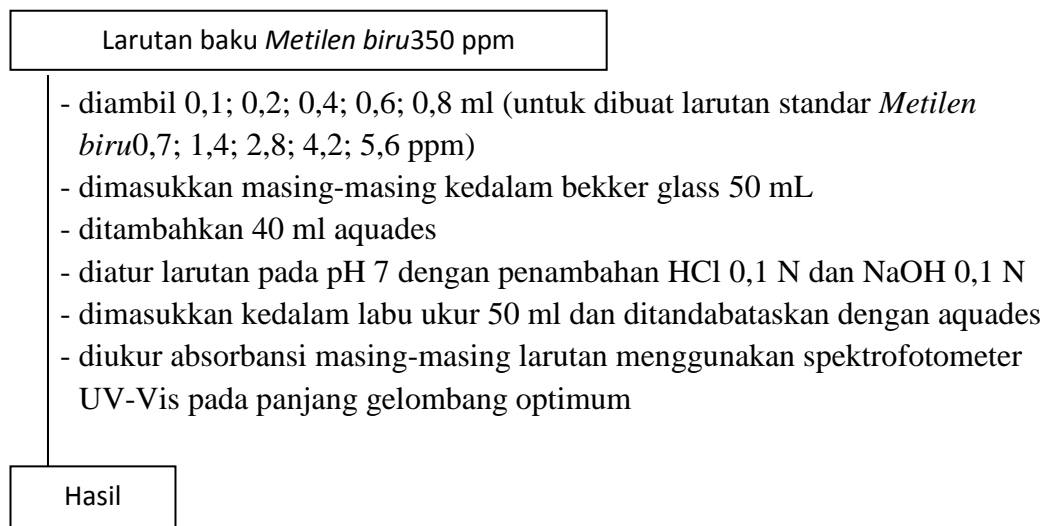 Larutan baku Metilen biru350 ppm
- diambil 0,1; 0,2; 0,4; 0,6; 0,8 ml (untuk dibuat larutan standar Metilen
biru0,7; 1,4; 2,8; 4,2; 5,6 ppm)
- dimasukkan masing-masing kedalam bekker glass 50 mL
- ditambahkan 40 ml aquades
- diatur larutan pada pH 7 dengan penambahan HCl 0,1 N dan NaOH 0,1 N
- dimasukkan kedalam labu ukur 50 ml dan ditandabataskan dengan aquades
- diukur absorbansi masing-masing larutan menggunakan spektrofotometer
UV-Vis pada panjang gelombang optimum
Hasil